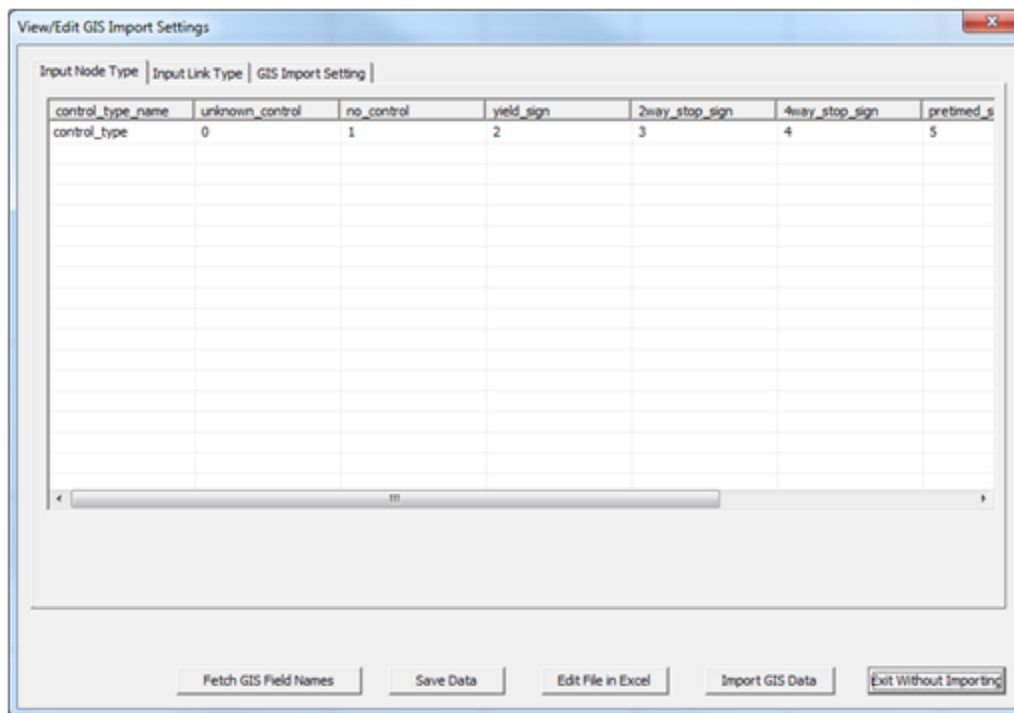 View/Edit GIS Import Settings
Input Node Type Input Link Type GIS Import Setting
control_type_name unknown_control no_control yield_sign 2way_stop_sign 4way_stop_sign pretimed_s
control_type 0 1 2 3 4 5
Fetch GIS Field Names Save Data Edit File in Excel Import GIS Data Exit Without Importing